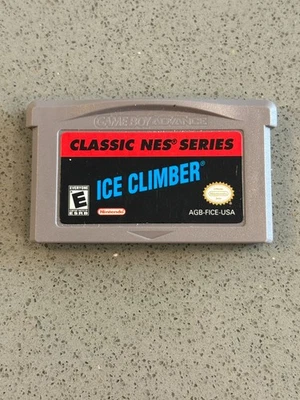 GAME BOY ADVANCE
CLASSIC NES® SERIES
ICE CLIMBER®
EVERYONE
E
ESRB
Nintendo
AGB-FICE-USA